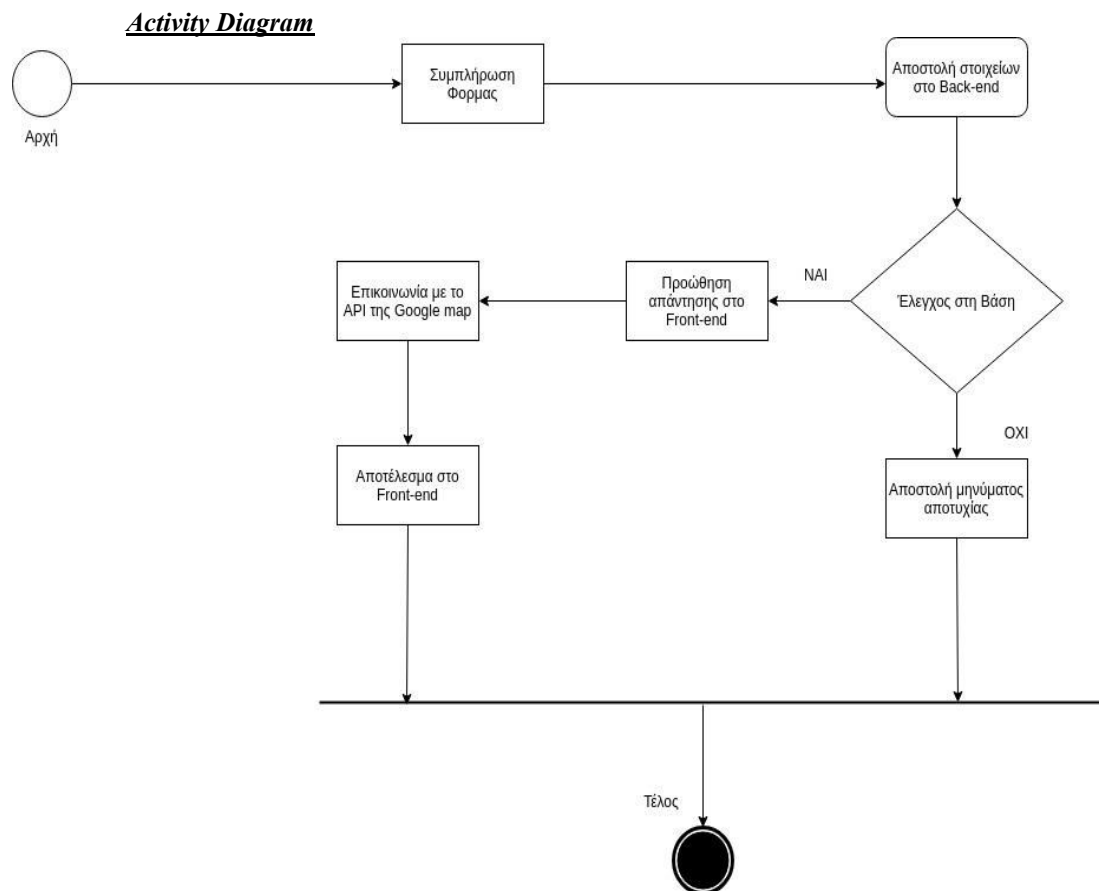 Activity Diagram
Αρχή
Συμπλήρωση
Φορμας
Αποστολή στοιχείων
στο Back-end
Έλεγχος στη Βάση
ΝΑΙ
Προώθηση
απάντησης στο
Front-end
Επικοινωνία με το
API της Google map
Αποτέλεσμα στο
Front-end
ΟΧΙ
Αποστολή μηνύματος
αποτυχίας
Τέλος